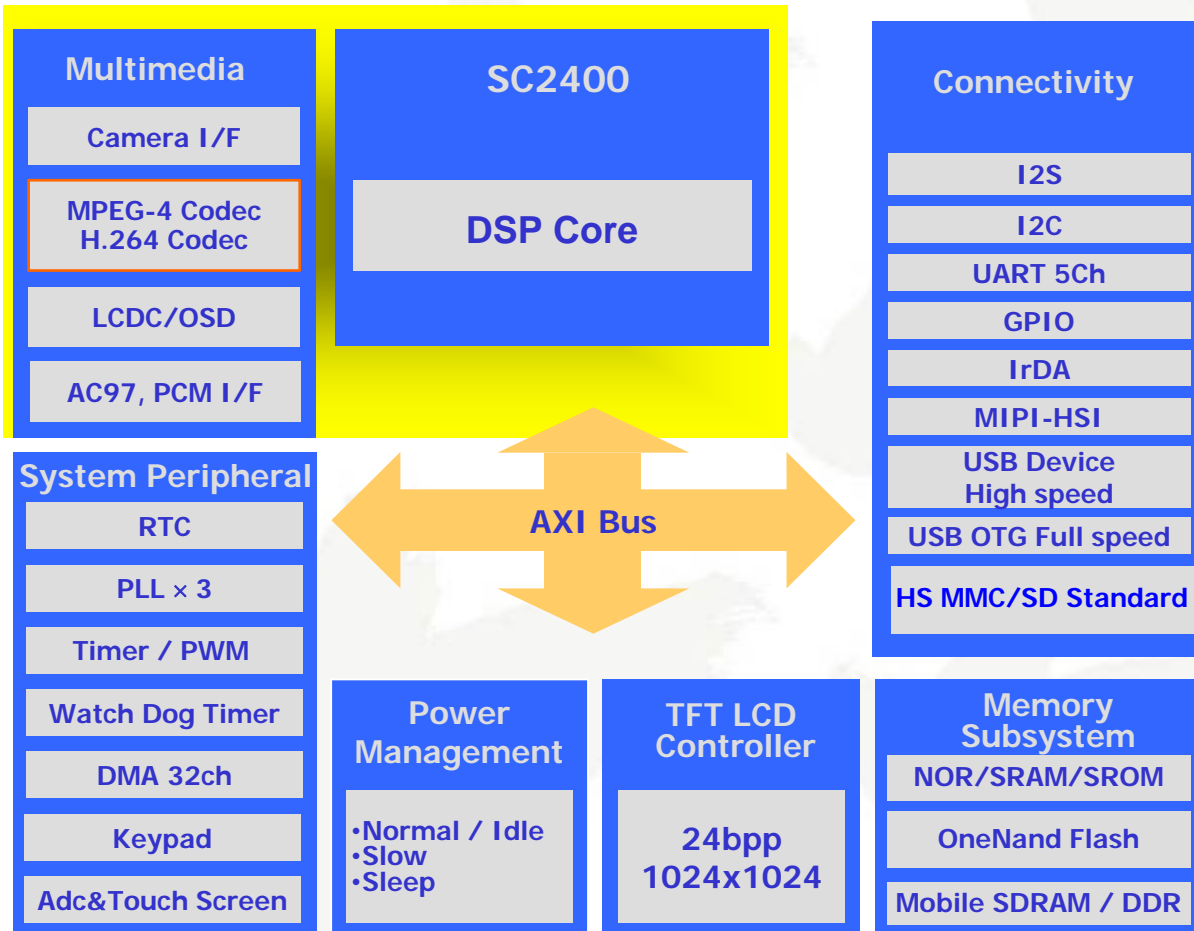 Multimedia
Camera I/F
MPEG-4 Codec
H.264 Codec
LCDC/OSD
AC97, PCM I/F
SC2400
DSP Core
Connectivity
I2S
I2C
UART 5Ch
GPIO
IrDA
MIPI-HSI
USB Device
High speed
USB OTG Full speed
HS MMC/SD Standard
System Peripheral
RTC
PLL × 3
Timer / PWM
Watch Dog Timer
DMA 32ch
Keypad
Adc&Touch Screen
AXI Bus
Power
Management
•Normal / Idle
•Slow
•Sleep
TFT LCD
Controller
24bpp
1024x1024
Memory
Subsystem
NOR/SRAM/SROM
OneNand Flash
Mobile SDRAM / DDR